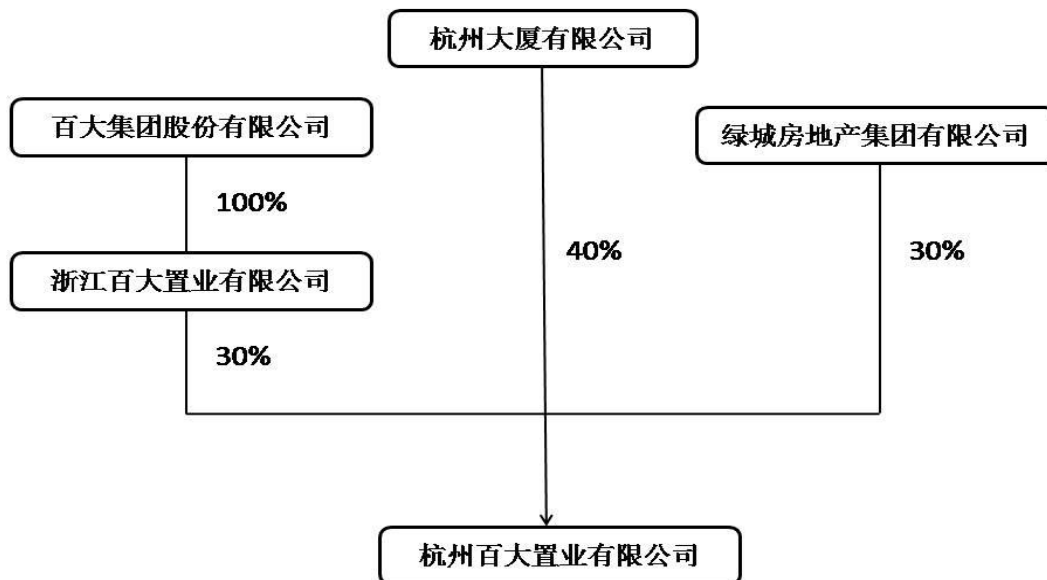 杭州大厦有限公司
百大集团股份有限公司
绿城房地产集团有限公司
100%
40%
30%
浙江百大置业有限公司
30%
杭州百大置业有限公司